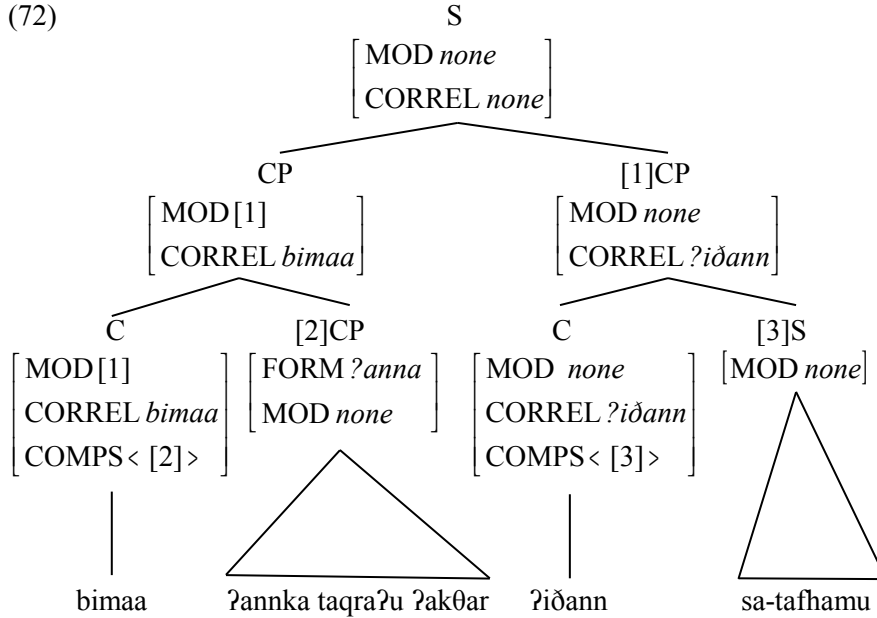 (72) S
[MOD none
CORREL none]
CP [1]CP
[MOD [1] [MOD none
CORREL bimaa] CORREL ʔiðann]
C [2]CP C [3]S
[MOD [1] [FORM ʔanna [MOD none [MOD none]
CORREL bimaa MOD none] CORREL ʔiðann
COMPS < [2] >] COMPS < [3] >]
bimaa ʔannka taqraʔu ʔakθar ʔiðann sa-tafhamu